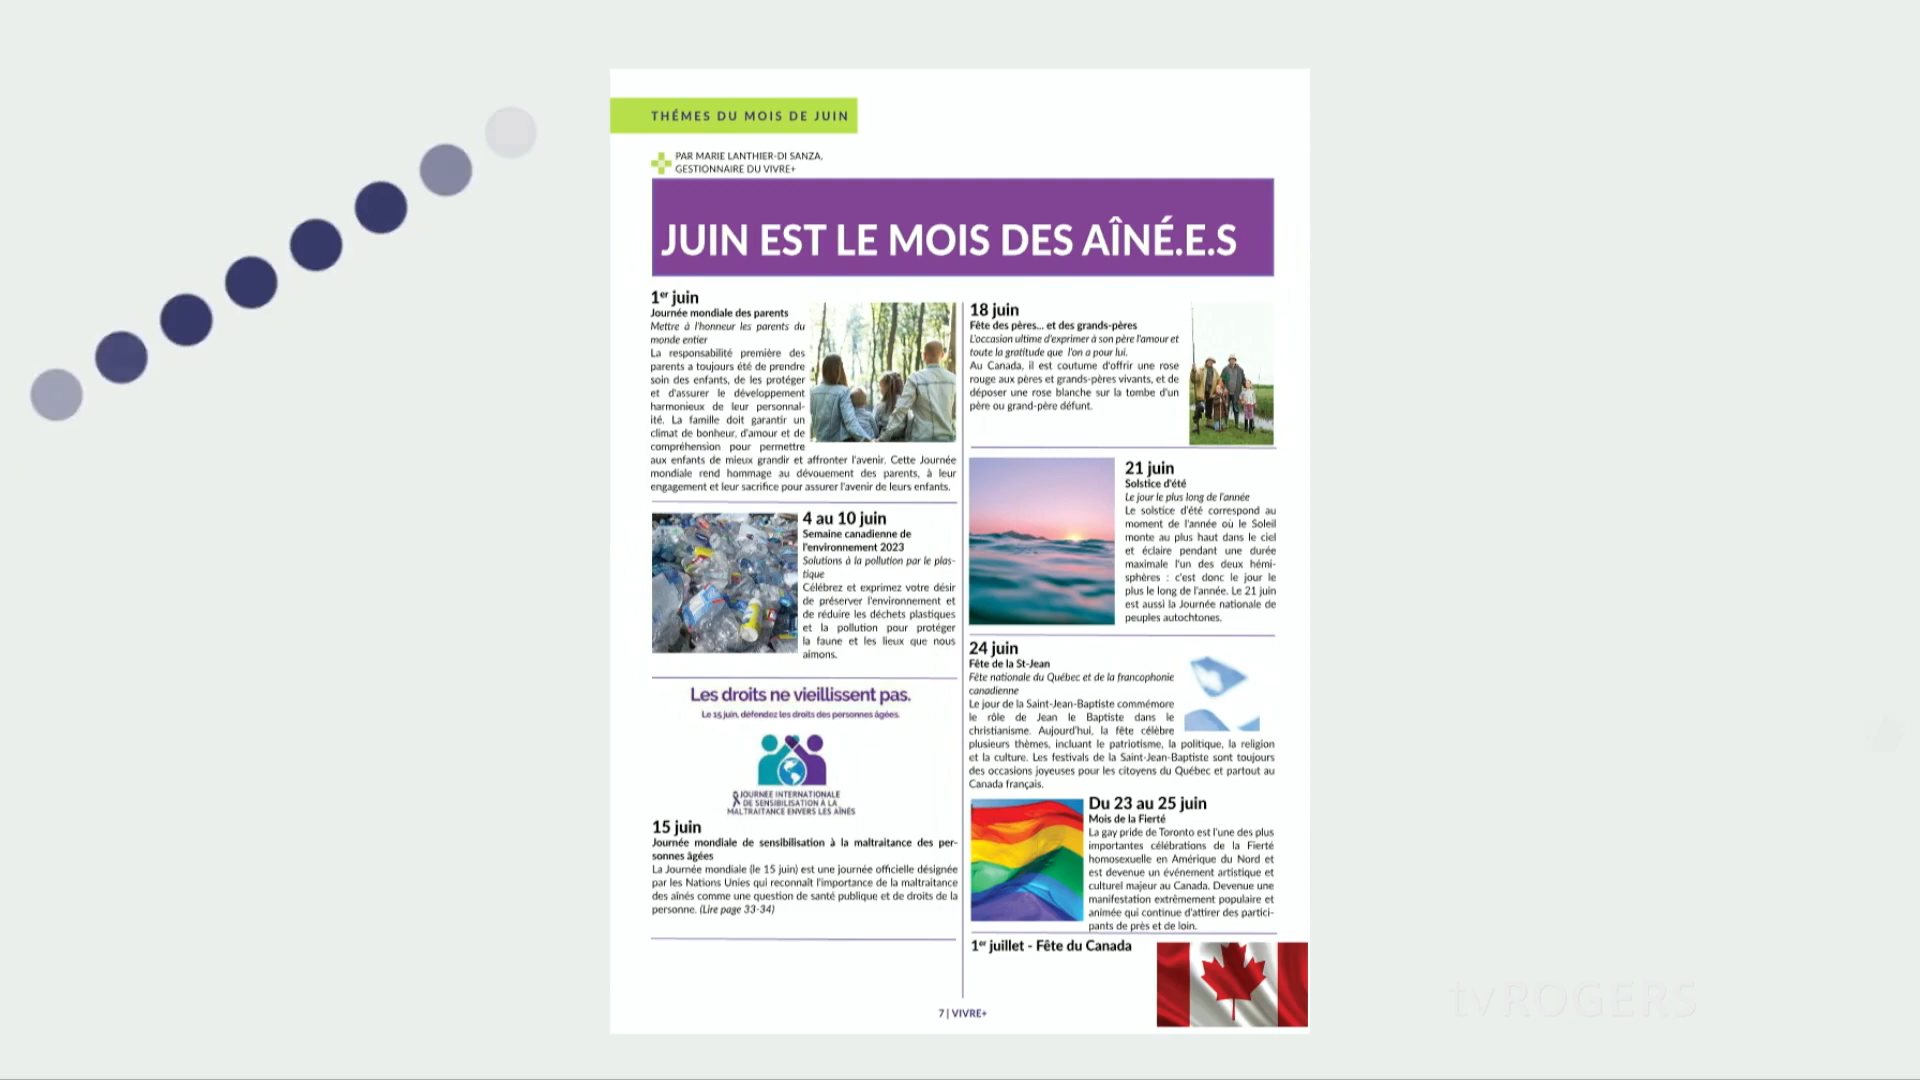 THÉMES DU MOIS DE JUIN
PAR MARIE LANTHIER-DI SANZA,
GESTIONNAIRE DU VIVRE+
JUIN EST LE MOIS DES AÎNÉ.E.S
1er juin
Journée mondiale des parents
Mettre à l'honneur les parents du
monde entier
La responsabilité première des
parents a toujours été de prendre
soin des enfants, de les protéger
et d'assurer le développement
harmonieux de leur personnal-
ité. La famille doit garantir un
climat de bonheur, d'amour et de
compréhension pour permettre
aux enfants de mieux grandir et affronter l'avenir. Cette Journée
mondiale rend hommage au dévouement des parents, à leur
engagement et leur sacrifice pour assurer l'avenir de leurs enfants.
4 au 10 juin
Semaine canadienne de
l'environnement 2023
Solutions à la pollution par le plas-
tique
Célébrez et exprimez votre désir
de préserver l'environnement et
de réduire les déchets plastiques
et la pollution pour protéger
la faune et les lieux que nous
aimons.
Les droits ne vieillissent pas.
Le 15 juin, défendez les droits des personnes âgées.
JOURNÉE INTERNATIONALE
DE SENSIBILISATION À LA
MALTRAITANCE ENVERS LES AÎNÉS
15 juin
Journée mondiale de sensibilisation à la maltraitance des per-
sonnes âgées
La Journée mondiale (le 15 juin) est une journée officielle désignée
par les Nations Unies qui reconnaît l'importance de la maltraitance
des aînés comme une question de santé publique et de droits de la
personne. (Lire page 33-34)
18 juin
Fête des pères... et des grands-pères
L'occasion ultime d'exprimer à son père l'amour et
toute la gratitude que l'on a pour lui.
Au Canada, il est coutume d'offrir une rose
rouge aux pères et grands-pères vivants, et de
déposer une rose blanche sur la tombe d'un
père ou grand-père défunt.
21 juin
Solstice d'été
Le jour le plus long de l'année
Le solstice d'été correspond au
moment de l'année où le Soleil
monte au plus haut dans le ciel
et éclaire pendant une durée
maximale l'un des deux hémi-
sphères : c'est donc le jour le
plus le long de l'année. Le 21 juin
est aussi la Journée nationale de
peuples autochtones.
24 juin
Fête de la St-Jean
Fête nationale du Québec et de la francophonie
canadienne
Le jour de la Saint-Jean-Baptiste commémore
le rôle de Jean le Baptiste dans le
christianisme. Aujourd'hui, la fête célèbre
plusieurs thèmes, incluant le patriotisme, la politique, la religion
et la culture. Les festivals de la Saint-Jean-Baptiste sont toujours
des occasions joyeuses pour les citoyens du Québec et partout au
Canada français.
Du 23 au 25 juin
Mois de la Fierté
La gay pride de Toronto est l'une des plus
importantes célébrations de la Fierté
homosexuelle en Amérique du Nord et
est devenue un événement artistique et
culturel majeur au Canada. Devenue une
manifestation extrêmement populaire et
animée qui continue d'attirer des partici-
pants de près et de loin.
1er juillet - Fête du Canada
7 | VIVRE+
tvROGERS